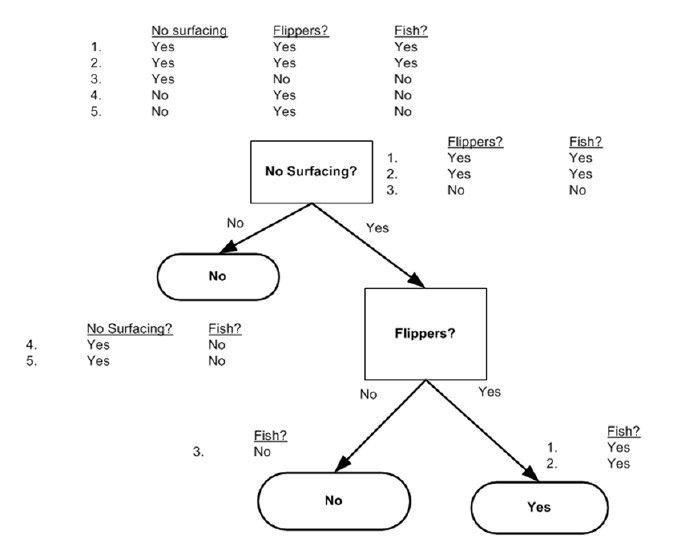 No surfacing Flippers? Fish?
1. Yes Yes Yes
2. Yes Yes Yes
3. Yes No No
4. No Yes No
5. No Yes No
Flippers? Fish?
1. Yes Yes
2. Yes Yes
3. No No
No Surfacing?
No
Yes
No
Flippers?
No Surfacing? Fish?
4. Yes No
5. Yes No
No
Yes
Fish?
3. No
Fish?
1. Yes
2. Yes
No
Yes